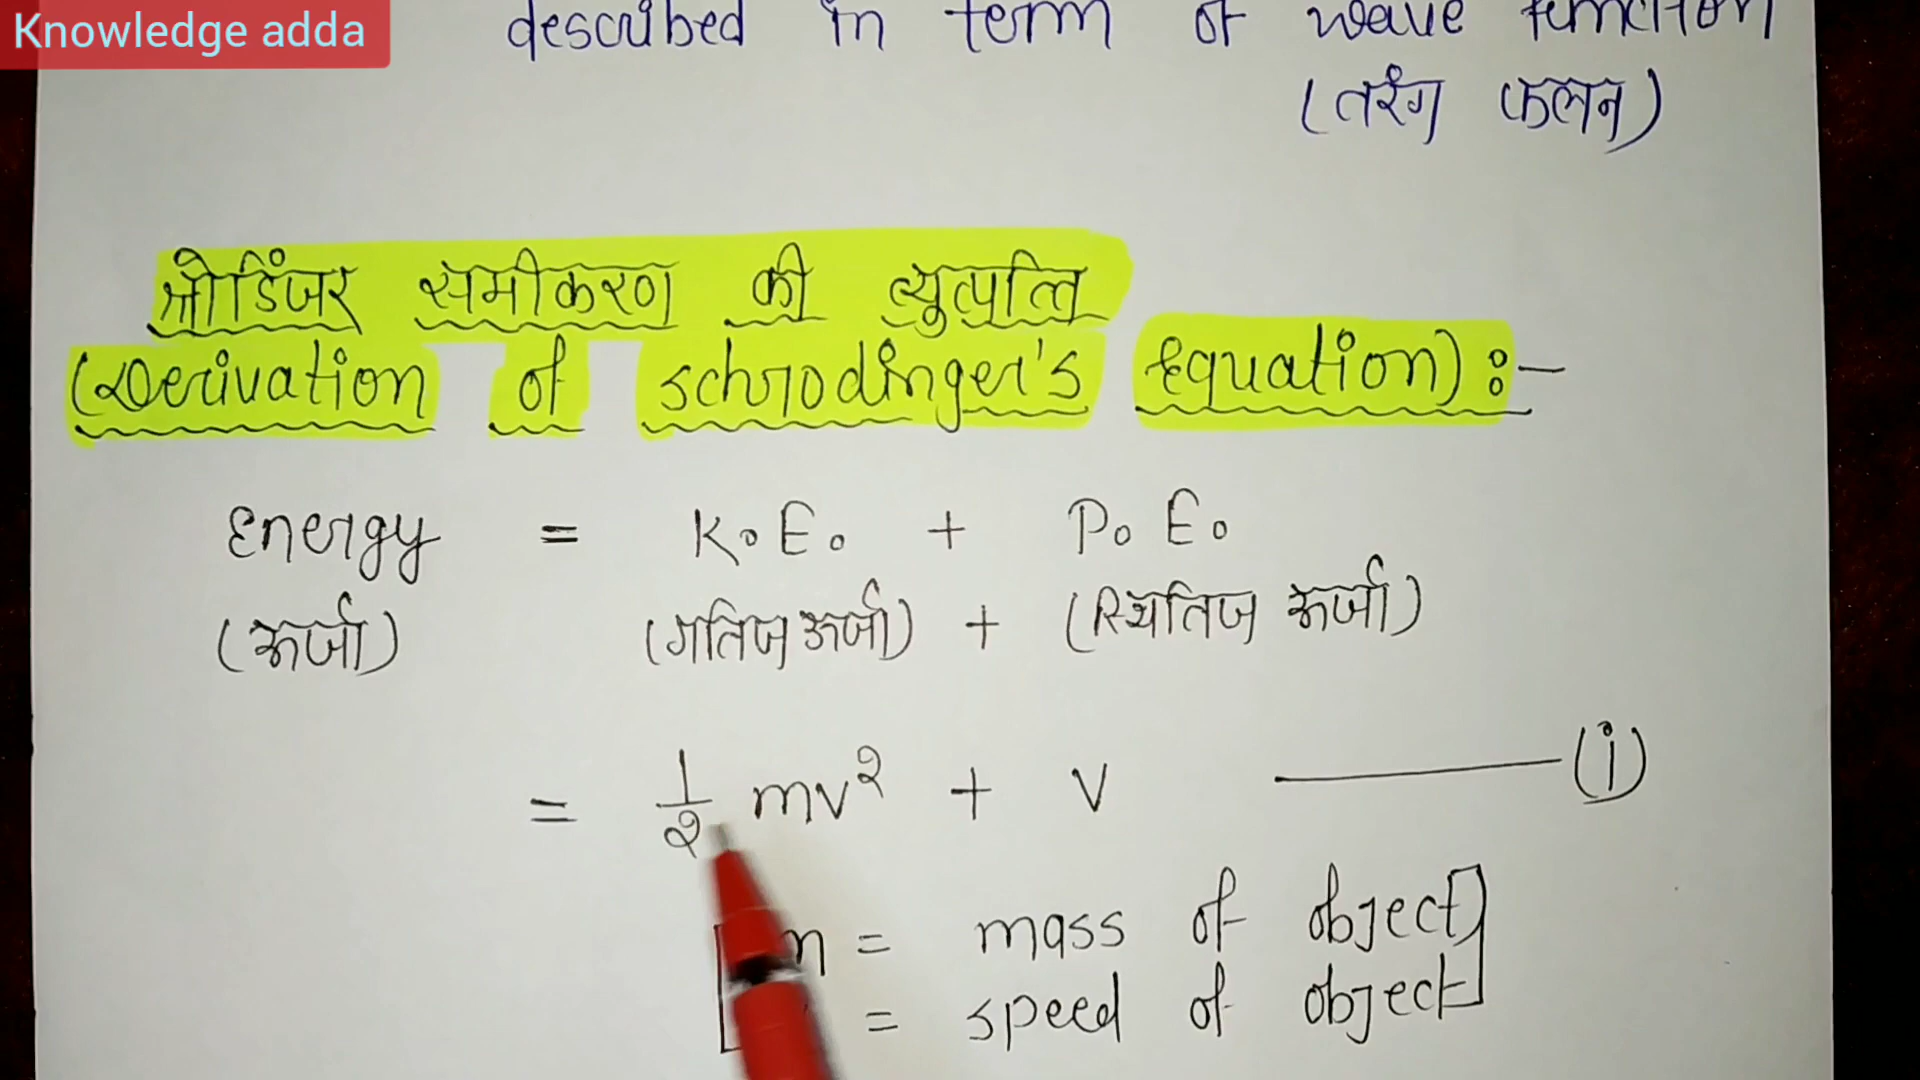 Knowledge adda
described in term of wave function
(तरंग फलन)
श्रोडिंजर समीकरण की व्युत्पत्ति
(Derivation of schrodinger's Equation) :-
Energy = K.E. + P.E.
(ऊर्जा) (गतिज ऊर्जा) + (स्थितिज ऊर्जा)
= 1/2 mv² + V (i)
= mass of object
= speed of object